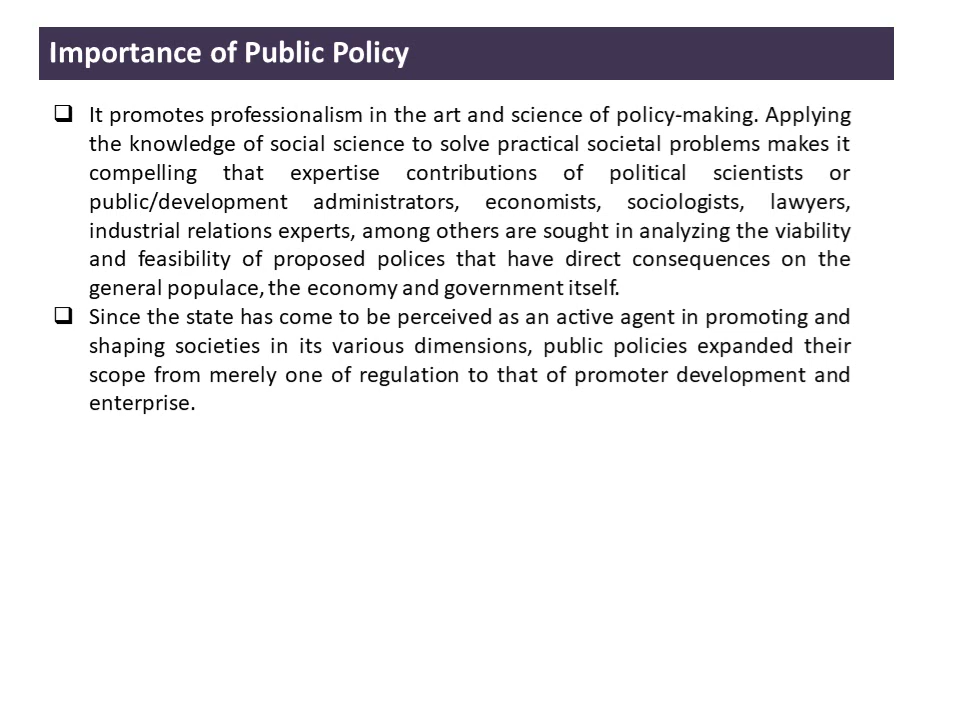 Importance of Public Policy
❑ It promotes professionalism in the art and science of policy-making. Applying
the knowledge of social science to solve practical societal problems makes it
compelling that expertise contributions of political scientists or
public/development administrators, economists, sociologists, lawyers,
industrial relations experts, among others are sought in analyzing the viability
and feasibility of proposed polices that have direct consequences on the
general populace, the economy and government itself.
❑ Since the state has come to be perceived as an active agent in promoting and
shaping societies in its various dimensions, public policies expanded their
scope from merely one of regulation to that of promoter development and
enterprise.